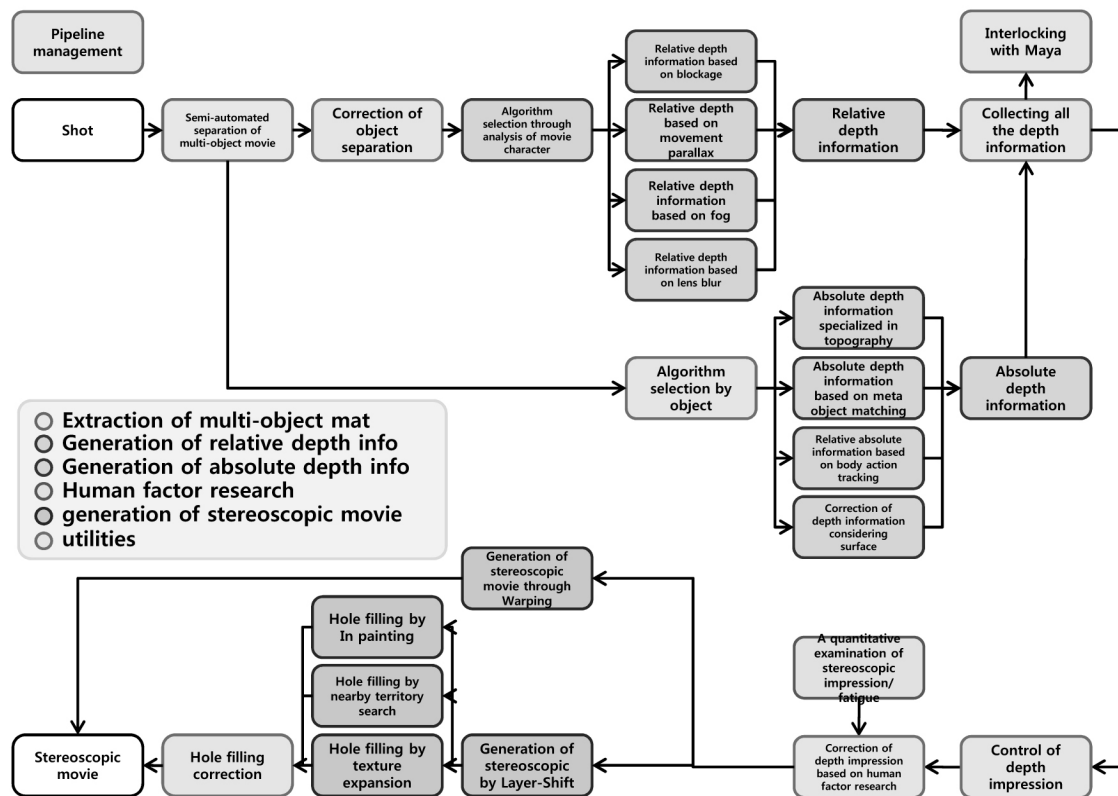 Pipeline
management
Interlocking
with Maya
Shot
Semi-automated
separation of
multi-object movie
Correction of
object
separation
Algorithm
selection through
analysis of movie
character
Relative depth
information based
on blockage
Relative depth
based on
movement
parallax
Relative depth
information
based on fog
Relative depth
information based
on lens blur
Relative
depth
information
Collecting all
the depth
information
Algorithm
selection by
object
Absolute depth
information
specialized in
topography
Absolute depth
information
based on meta
object matching
Relative absolute
information based
on body action
tracking
Correction of
depth information
considering
surface
Absolute
depth
information
Extraction of multi-object mat
Generation of relative depth info
Generation of absolute depth info
Human factor research
generation of stereoscopic movie
utilities
Generation of
stereoscopic
movie through
Warping
Hole filling by
In painting
Hole filling by
nearby territory
search
Hole filling by
texture
expansion
Generation of
stereoscopic
by Layer-Shift
A quantitative
examination of
stereoscopic
impression/
fatigue
Stereoscopic
movie
Hole filling
correction
Correction of
depth impression
based on human
factor research
Control of
depth
impression